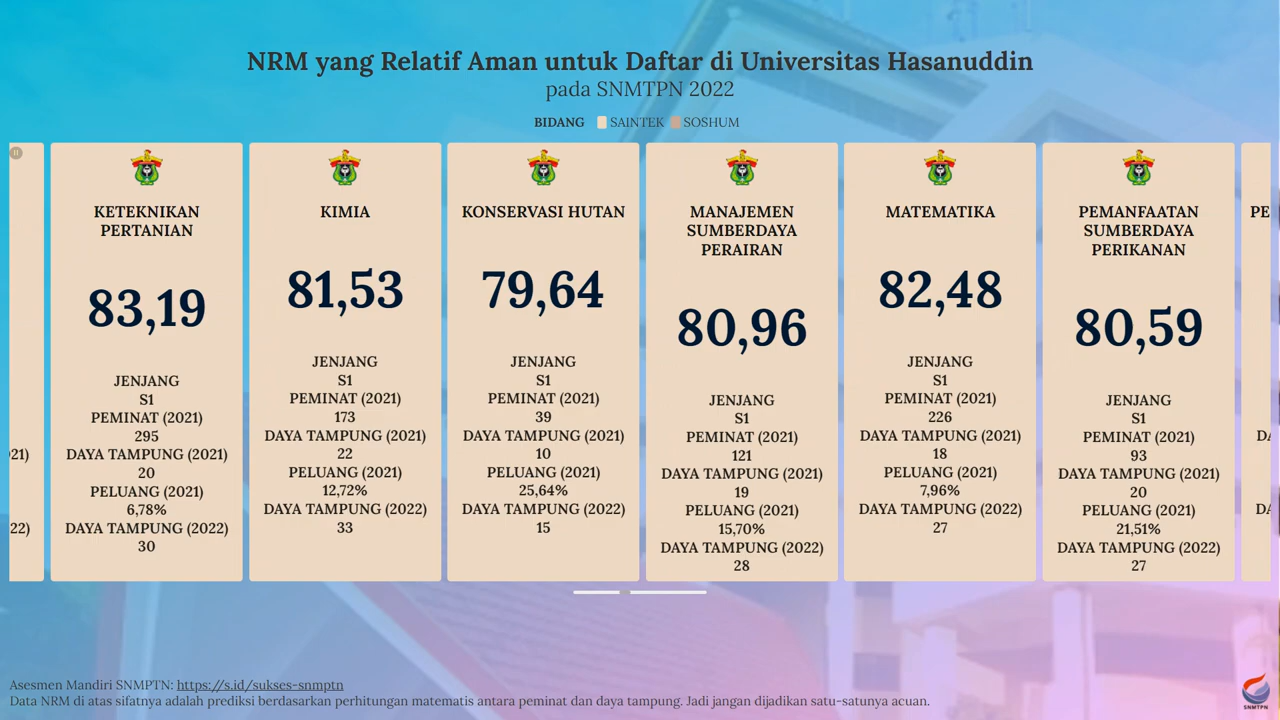 NRM yang Relatif Aman untuk Daftar di Universitas Hasanuddin
pada SNMTPN 2022
BIDANG SAINTEK SOSHUM
21)
22)
KETEKNIKAN
PERTANIAN
83,19
JENJANG
S1
PEMINAT (2021)
295
DAYA TAMPUNG (2021)
20
PELUANG (2021)
6,78%
DAYA TAMPUNG (2022)
30
KIMIA
81,53
JENJANG
S1
PEMINAT (2021)
173
DAYA TAMPUNG (2021)
22
PELUANG (2021)
12,72%
DAYA TAMPUNG (2022)
33
KONSERVASI HUTAN
79,64
JENJANG
S1
PEMINAT (2021)
39
DAYA TAMPUNG (2021)
10
PELUANG (2021)
25,64%
DAYA TAMPUNG (2022)
15
MANAJEMEN
SUMBERDAYA
PERAIRAN
80,96
JENJANG
S1
PEMINAT (2021)
121
DAYA TAMPUNG (2021)
19
PELUANG (2021)
15,70%
DAYA TAMPUNG (2022)
28
MATEMATIKA
82,48
JENJANG
S1
PEMINAT (2021)
226
DAYA TAMPUNG (2021)
18
PELUANG (2021)
7,96%
DAYA TAMPUNG (2022)
27
PEMANFAATAN
SUMBERDAYA
PERIKANAN
80,59
JENJANG
S1
PEMINAT (2021)
93
DAYA TAMPUNG (2021)
20
PELUANG (2021)
21,51%
DAYA TAMPUNG (2022)
27
PE
DA
DA
Asesmen Mandiri SNMPTN: https://s.id/sukses-snmptn
Data NRM di atas sifatnya adalah prediksi berdasarkan perhitungan matematis antara peminat dan daya tampung. Jadi jangan dijadikan satu-satunya acuan.
SNMTPN